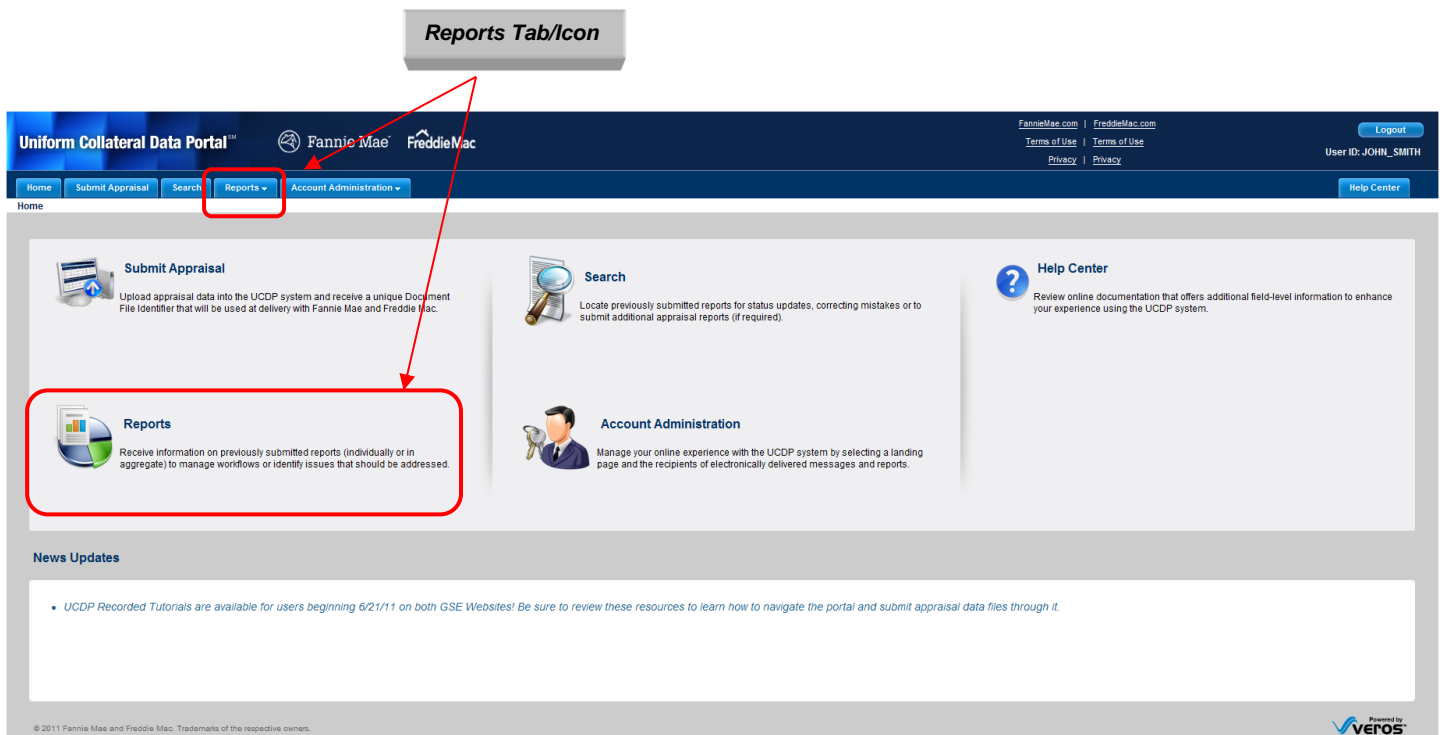 Reports Tab/Icon
Uniform Collateral Data Portal℠
Fannie Mae
Freddie Mac
FannieMae.com | FreddieMac.com
Terms of Use | Terms of Use
Privacy | Privacy
Logout
User ID: JOHN_SMITH
Home
Submit Appraisal
Search
Reports
Account Administration
Help Center
Home
Submit Appraisal
Upload appraisal data into the UCDP system and receive a unique Document
File Identifier that will be used at delivery with Fannie Mae and Freddie Mac.
Search
Locate previously submitted reports for status updates, correcting mistakes or to
submit additional appraisal reports (if required).
Help Center
Review online documentation that offers additional field-level information to enhance
your experience using the UCDP system.
Reports
Receive information on previously submitted reports (individually or in
aggregate) to manage workflows or identify issues that should be addressed.
Account Administration
Manage your online experience with the UCDP system by selecting a landing
page and the recipients of electronically delivered messages and reports.
News Updates
• UCDP Recorded Tutorials are available for users beginning 6/21/11 on both GSE Websites! Be sure to review these resources to learn how to navigate the portal and submit appraisal data files through it.
© 2011 Fannie Mae and Freddie Mac. Trademarks of the respective owners.
Powered by
veros™